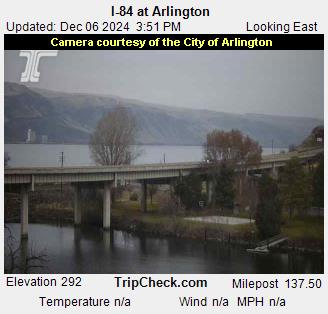 I-84 at Arlington
Updated: Dec 06 2024 3:51 PM Looking East
Camera courtesy of the City of Arlington
Elevation 292 TripCheck.com Milepost 137.50
Temperature n/a Wind n/a MPH n/a